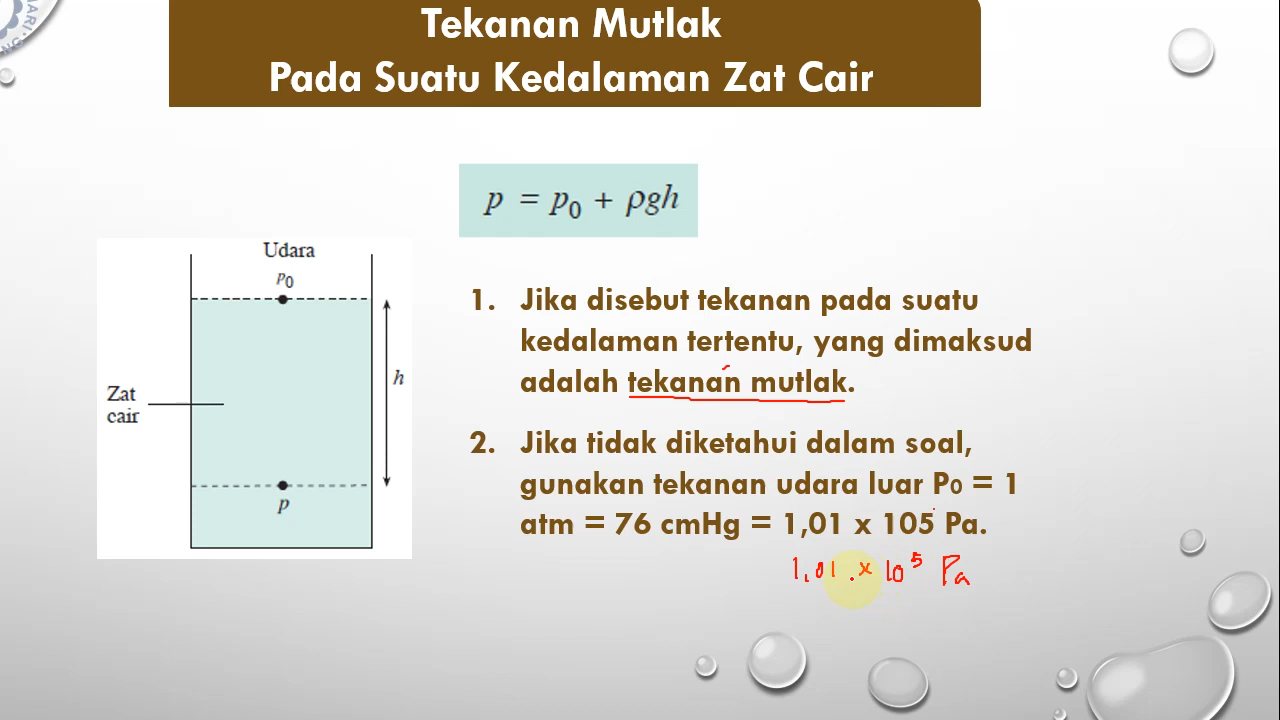 ARI
NG
Tekanan Mutlak
Pada Suatu Kedalaman Zat Cair
p = p₀ + ρgh
Udara
p₀
h
Zat
cair
p
1. Jika disebut tekanan pada suatu
kedalaman tertentu, yang dimaksud
adalah tekanan mutlak.
2. Jika tidak diketahui dalam soal,
gunakan tekanan udara luar P₀ = 1
atm = 76 cmHg = 1,01 x 105 Pa.
1,01 . x 10⁵ Pa